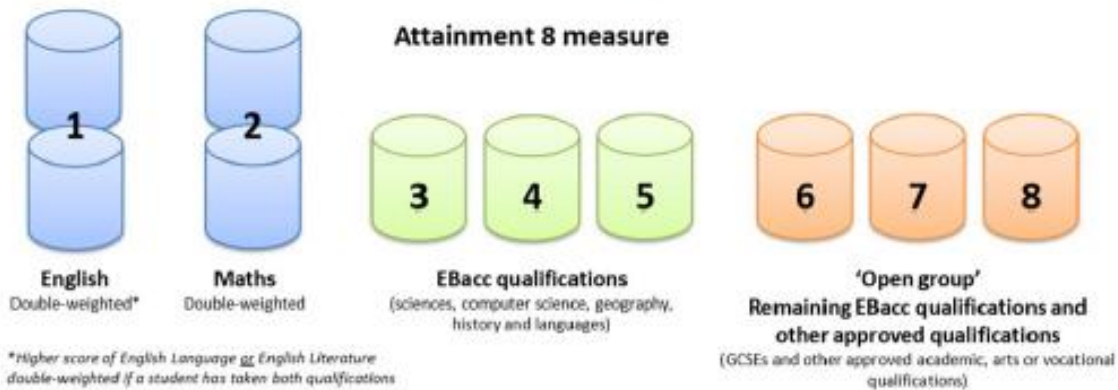 Attainment 8 measure
1
2
3
4
5
6
7
8
English
Double-weighted*
Maths
Double-weighted
EBacc qualifications
(sciences, computer science, geography,
history and languages)
'Open group'
Remaining EBacc qualifications and
other approved qualifications
(GCSEs and other approved academic, arts or vocational
qualifications)
*Higher score of English Language or English Literature
double-weighted if a student has taken both qualifications